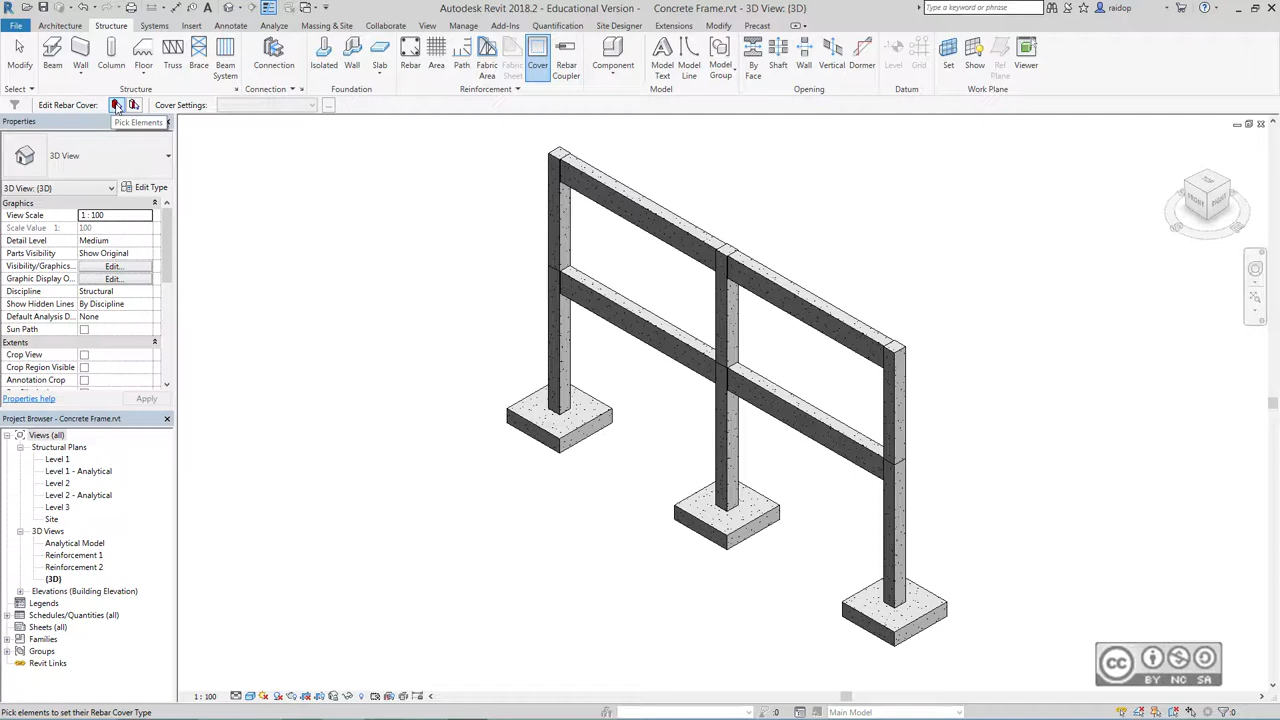 Autodesk Revit 2018.2 - Educational Version - Concrete Frame.rvt - 3D View: {3D}
Type a keyword or phrase
raidop
File Architecture Structure Systems Insert Annotate Analyze Massing & Site Collaborate View Manage Add-Ins Quantification Site Designer Extensions Modify Precast
Modify Beam Wall Column Floor Truss Brace Beam System Connection Isolated Wall Slab Rebar Area Path Fabric Area Fabric Sheet Cover Rebar Coupler Component Model Text Model Line Model Group By Face Shaft Wall Vertical Dormer Level Grid Set Show Ref Plane Viewer
Select Structure Connection Foundation Reinforcement Model Opening Datum Work Plane
Edit Rebar Cover: Cover Settings: ...
Properties
Pick Elements
3D View
3D View: {3D} Edit Type
Graphics
View Scale 1 : 100
Scale Value 1: 100
Detail Level Medium
Parts Visibility Show Original
Visibility/Graphics... Edit...
Graphic Display O... Edit...
Discipline Structural
Show Hidden Lines By Discipline
Default Analysis D... None
Sun Path
Extents
Crop View
Crop Region Visible
Annotation Crop
Properties help Apply
Project Browser - Concrete Frame.rvt
Views (all)
Structural Plans
Level 1
Level 1 - Analytical
Level 2
Level 2 - Analytical
Level 3
Site
3D Views
Analytical Model
Reinforcement 1
Reinforcement 2
{3D}
Elevations (Building Elevation)
Legends
Schedules/Quantities (all)
Sheets (all)
Families
Groups
Revit Links
TOP
FRONT
RIGHT
cc
BY NC SA
1 : 100
Pick elements to set their Rebar Cover Type
:0
Main Model
:0